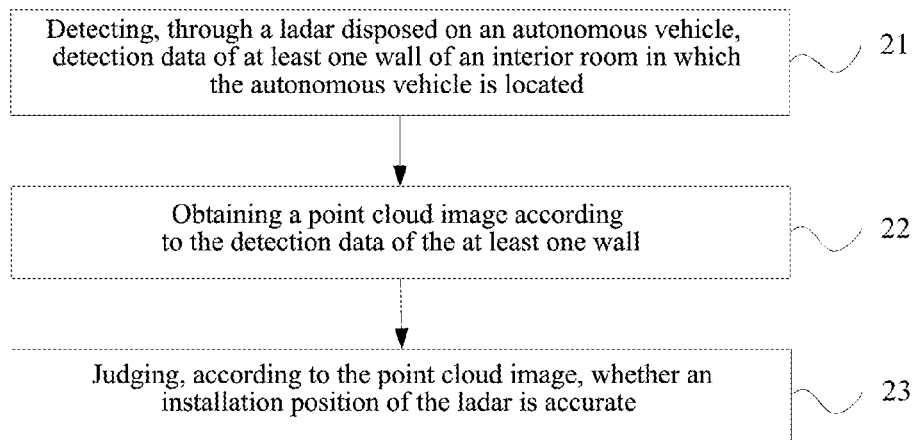 Detecting, through a ladar disposed on an autonomous vehicle,
detection data of at least one wall of an interior room in which
the autonomous vehicle is located
21
Obtaining a point cloud image according
to the detection data of the at least one wall
22
Judging, according to the point cloud image, whether an
installation position of the ladar is accurate
23